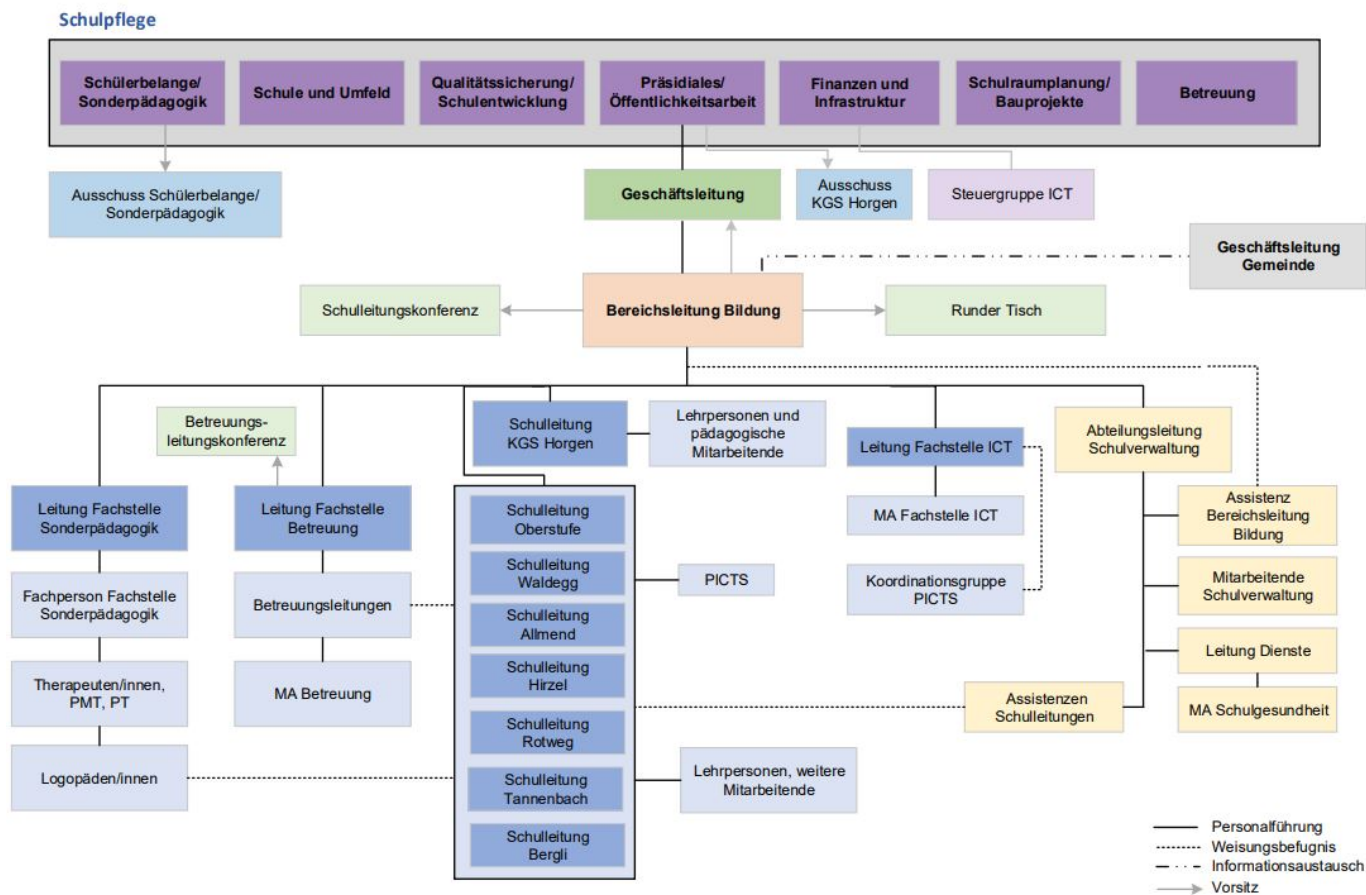 Schulpflege
Schülerbelange/
Sonderpädagogik
Schule und Umfeld
Qualitätssicherung/
Schulentwicklung
Präsidiales/
Öffentlichkeitsarbeit
Finanzen und
Infrastruktur
Schulraumplanung/
Bauprojekte
Betreuung
Ausschuss Schülerbelange/
Sonderpädagogik
Geschäftsleitung
Ausschuss
KGS Horgen
Steuergruppe ICT
Geschäftsleitung
Gemeinde
Schulleitungskonferenz
Bereichsleitung Bildung
Runder Tisch
Betreuungs-
leitungskonferenz
Schulleitung
KGS Horgen
Lehrpersonen und
pädagogische
Mitarbeitende
Leitung Fachstelle ICT
Abteilungsleitung
Schulverwaltung
Leitung Fachstelle
Sonderpädagogik
Leitung Fachstelle
Betreuung
Schulleitung
Oberstufe
MA Fachstelle ICT
Assistenz
Bereichsleitung
Bildung
Fachperson Fachstelle
Sonderpädagogik
Betreuungsleitungen
Schulleitung
Waldegg
PICTS
Koordinationsgruppe
PICTS
Mitarbeitende
Schulverwaltung
Schulleitung
Allmend
Leitung Dienste
Therapeuten/innen,
PMT, PT
MA Betreuung
Schulleitung
Hirzel
Assistenzen
Schulleitungen
MA Schulgesundheit
Schulleitung
Rotweg
Logopäden/innen
Schulleitung
Tannenbach
Lehrpersonen, weitere
Mitarbeitende
Schulleitung
Bergli
Personalführung
Weisungsbefugnis
Informationsaustausch
Vorsitz